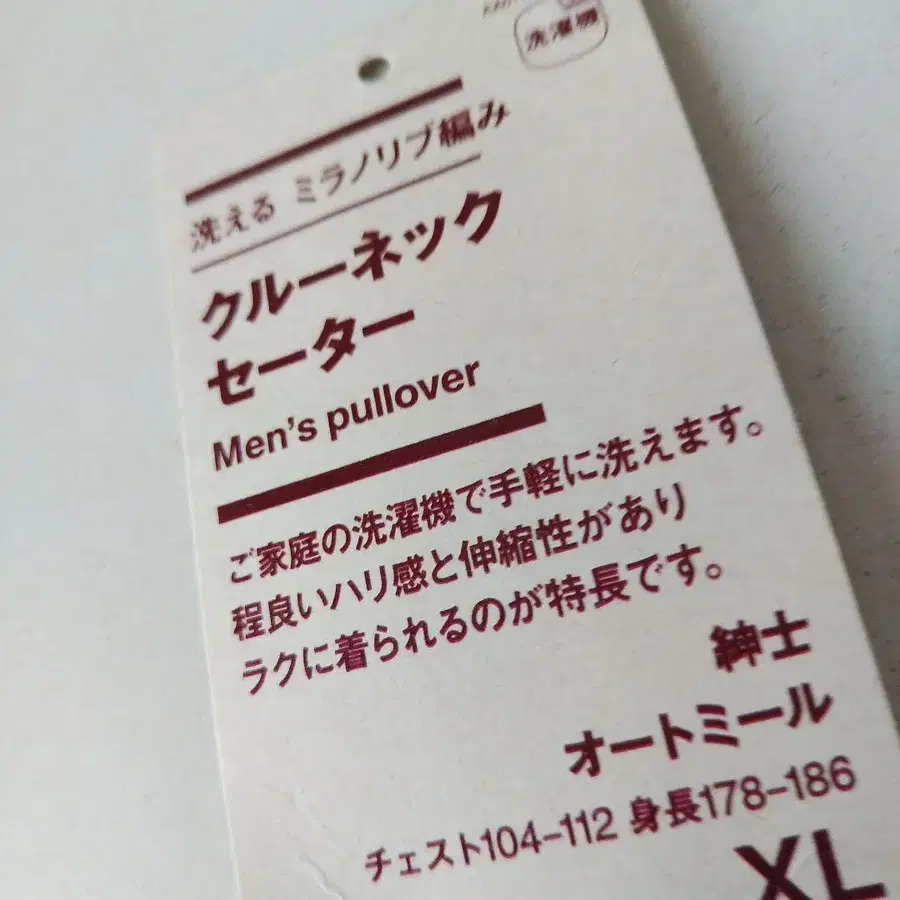 洗濯機
洗える ミラノリブ編み
クルーネック
セーター
Men's pullover
ご家庭の洗濯機で手軽に洗えます。
程良いハリ感と伸縮性があり
ラクに着られるのが特長です。
紳士
オートミール
チェスト104-112 身長178-186
XL